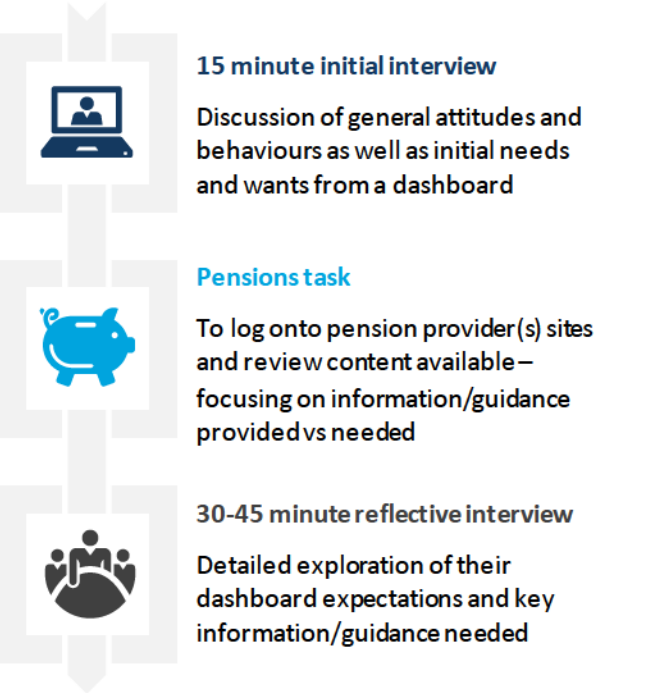 15 minute initial interview
Discussion of general attitudes and
behaviours as well as initial needs
and wants from a dashboard
Pensions task
To log onto pension provider(s) sites
and review content available –
focusing on information/guidance
provided vs needed
30-45 minute reflective interview
Detailed exploration of their
dashboard expectations and key
information/guidance needed